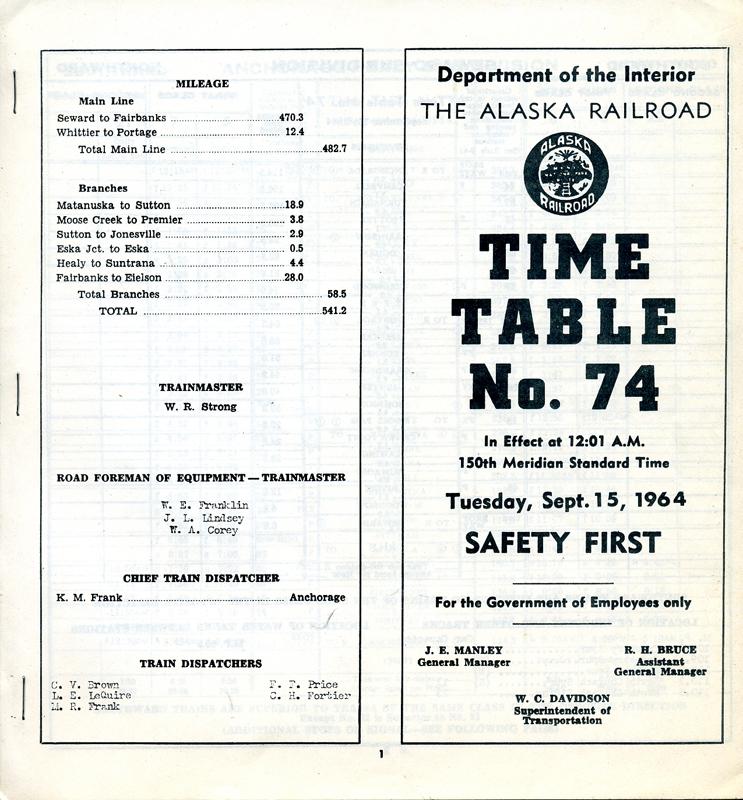 MILEAGE
Main Line
Seward to Fairbanks 470.3
Whittier to Portage 12.4
Total Main Line 482.7
Branches
Matanuska to Sutton 18.9
Moose Creek to Premier 3.8
Sutton to Jonesville 2.9
Eska Jct. to Eska 0.5
Healy to Suntrana 4.4
Fairbanks to Eielson 28.0
Total Branches 58.5
TOTAL 541.2
TRAINMASTER
W. R. Strong
ROAD FOREMAN OF EQUIPMENT — TRAINMASTER
W. E. Franklin
J. L. Lindsey
W. A. Corey
CHIEF TRAIN DISPATCHER
K. M. Frank Anchorage
TRAIN DISPATCHERS
C. V. Brown F. F. Price
L. E. LeQuire C. H. Fortier
M. R. Frank
Department of the Interior
THE ALASKA RAILROAD
ALASKA
RAILROAD
TIME
TABLE
No. 74
In Effect at 12:01 A.M.
150th Meridian Standard Time
Tuesday, Sept. 15, 1964
SAFETY FIRST
For the Government of Employees only
J. E. MANLEY
General Manager
R. H. BRUCE
Assistant
General Manager
W. C. DAVIDSON
Superintendent of
Transportation
1